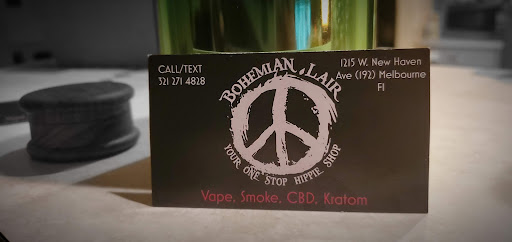 CALL/TEXT
321 271 4828
1215 W. New Haven
Ave (192) Melbourne
Fl
BOHEMIAN LAIR
YOUR ONE STOP HIPPIE SHOP
Vape, Smoke, CBD, Kratom